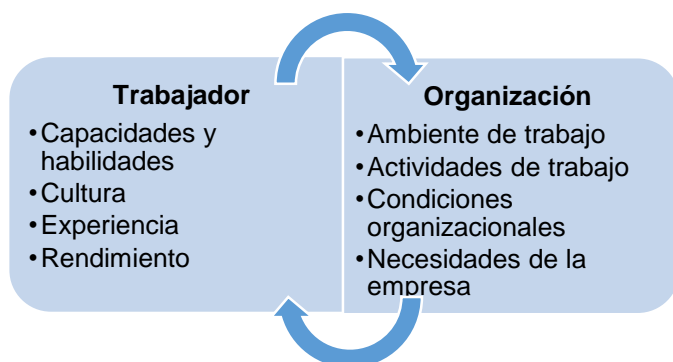 Trabajador
•Capacidades y
habilidades
•Cultura
•Experiencia
•Rendimiento
Organización
•Ambiente de trabajo
•Actividades de trabajo
•Condiciones
organizacionales
•Necesidades de la
empresa